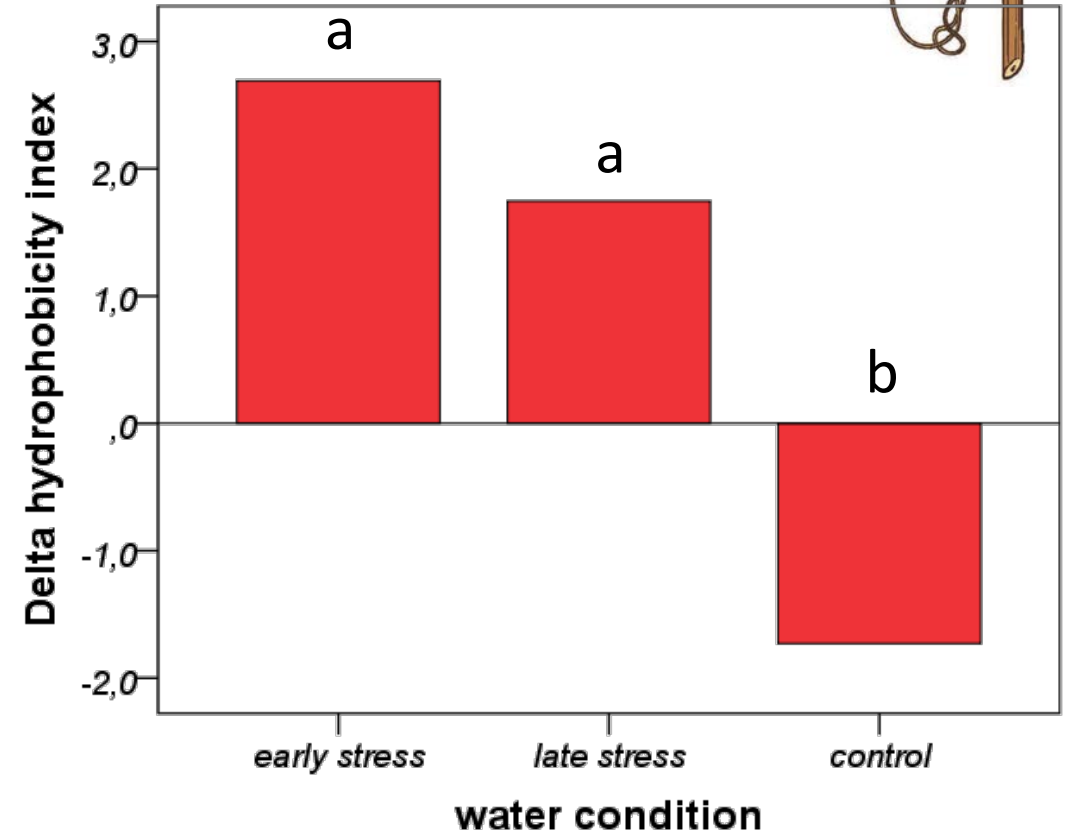 Delta hydrophobicity index
3,0
2,0
1,0
,0
-1,0
-2,0
a
a
b
early stress
late stress
control
water condition